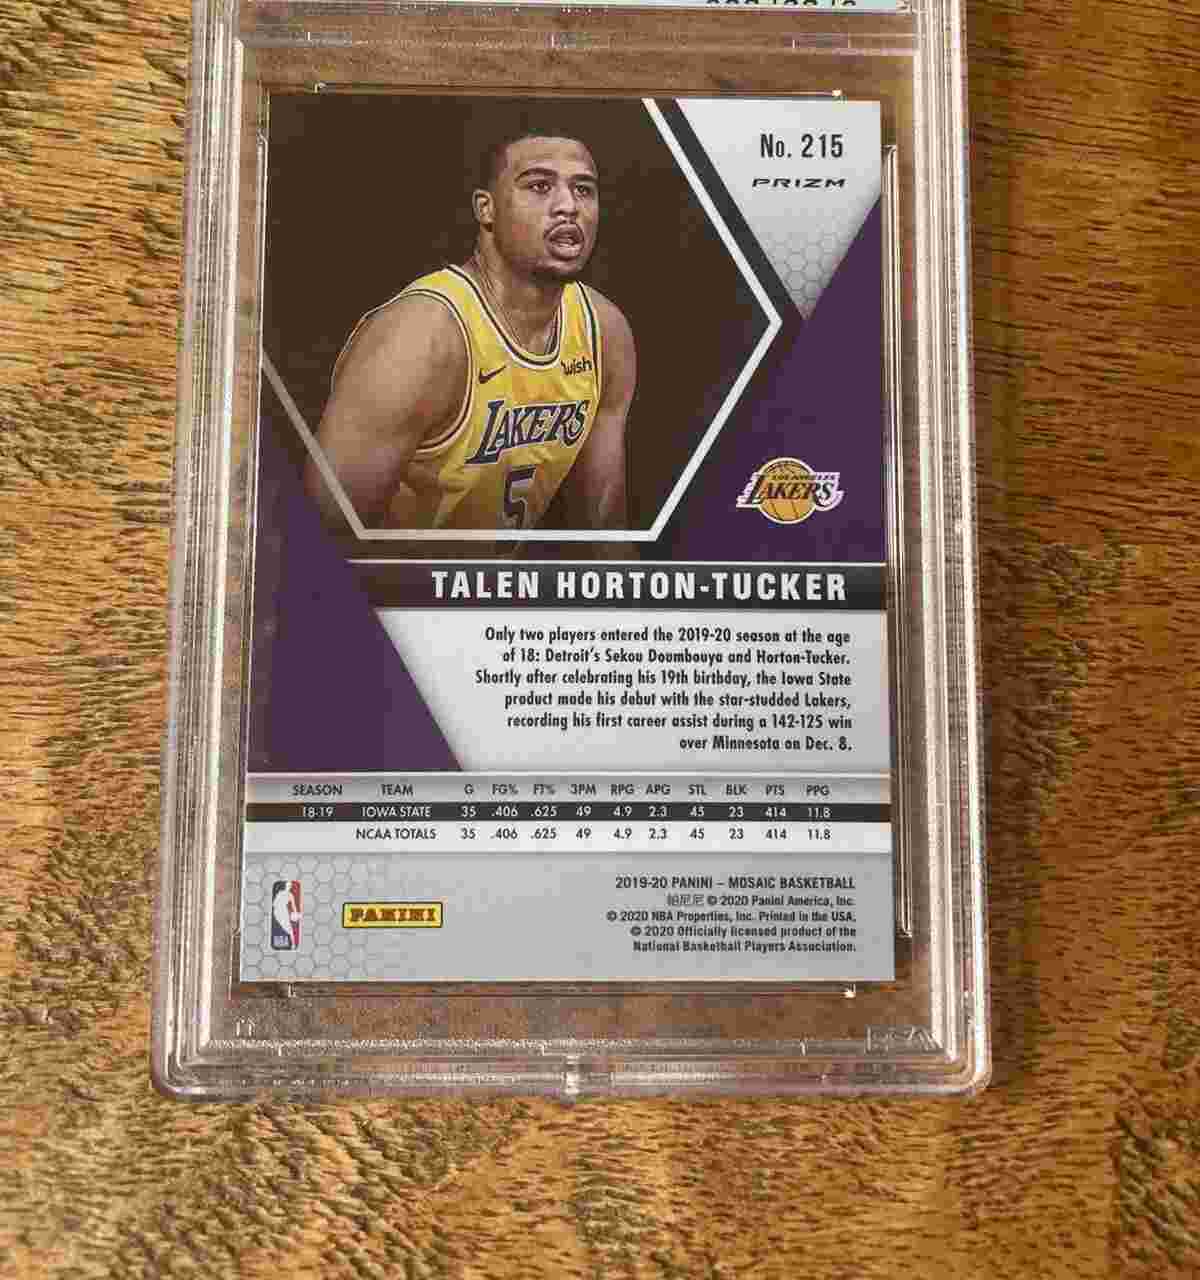 No. 215
PRIZM
wish
LAKERS
5
LOS ANGELES
LAKERS
TALEN HORTON-TUCKER
Only two players entered the 2019-20 season at the age
of 18: Detroit's Sekou Doumbouya and Horton-Tucker.
Shortly after celebrating his 19th birthday, the Iowa State
product made his debut with the star-studded Lakers,
recording his first career assist during a 142-125 win
over Minnesota on Dec. 8.
SEASON TEAM G FG% FT% 3PM RPG APG STL BLK PTS PPG
18-19 IOWA STATE 35 .406 .625 49 4.9 2.3 45 23 414 11.8
NCAA TOTALS 35 .406 .625 49 4.9 2.3 45 23 414 11.8
2019-20 PANINI – MOSAIC BASKETBALL
帕尼尼 © 2020 Panini America, Inc.
© 2020 NBA Properties, Inc. Printed in the USA.
© 2020 Officially licensed product of the
National Basketball Players Association.
NBA
PANINI
PSA